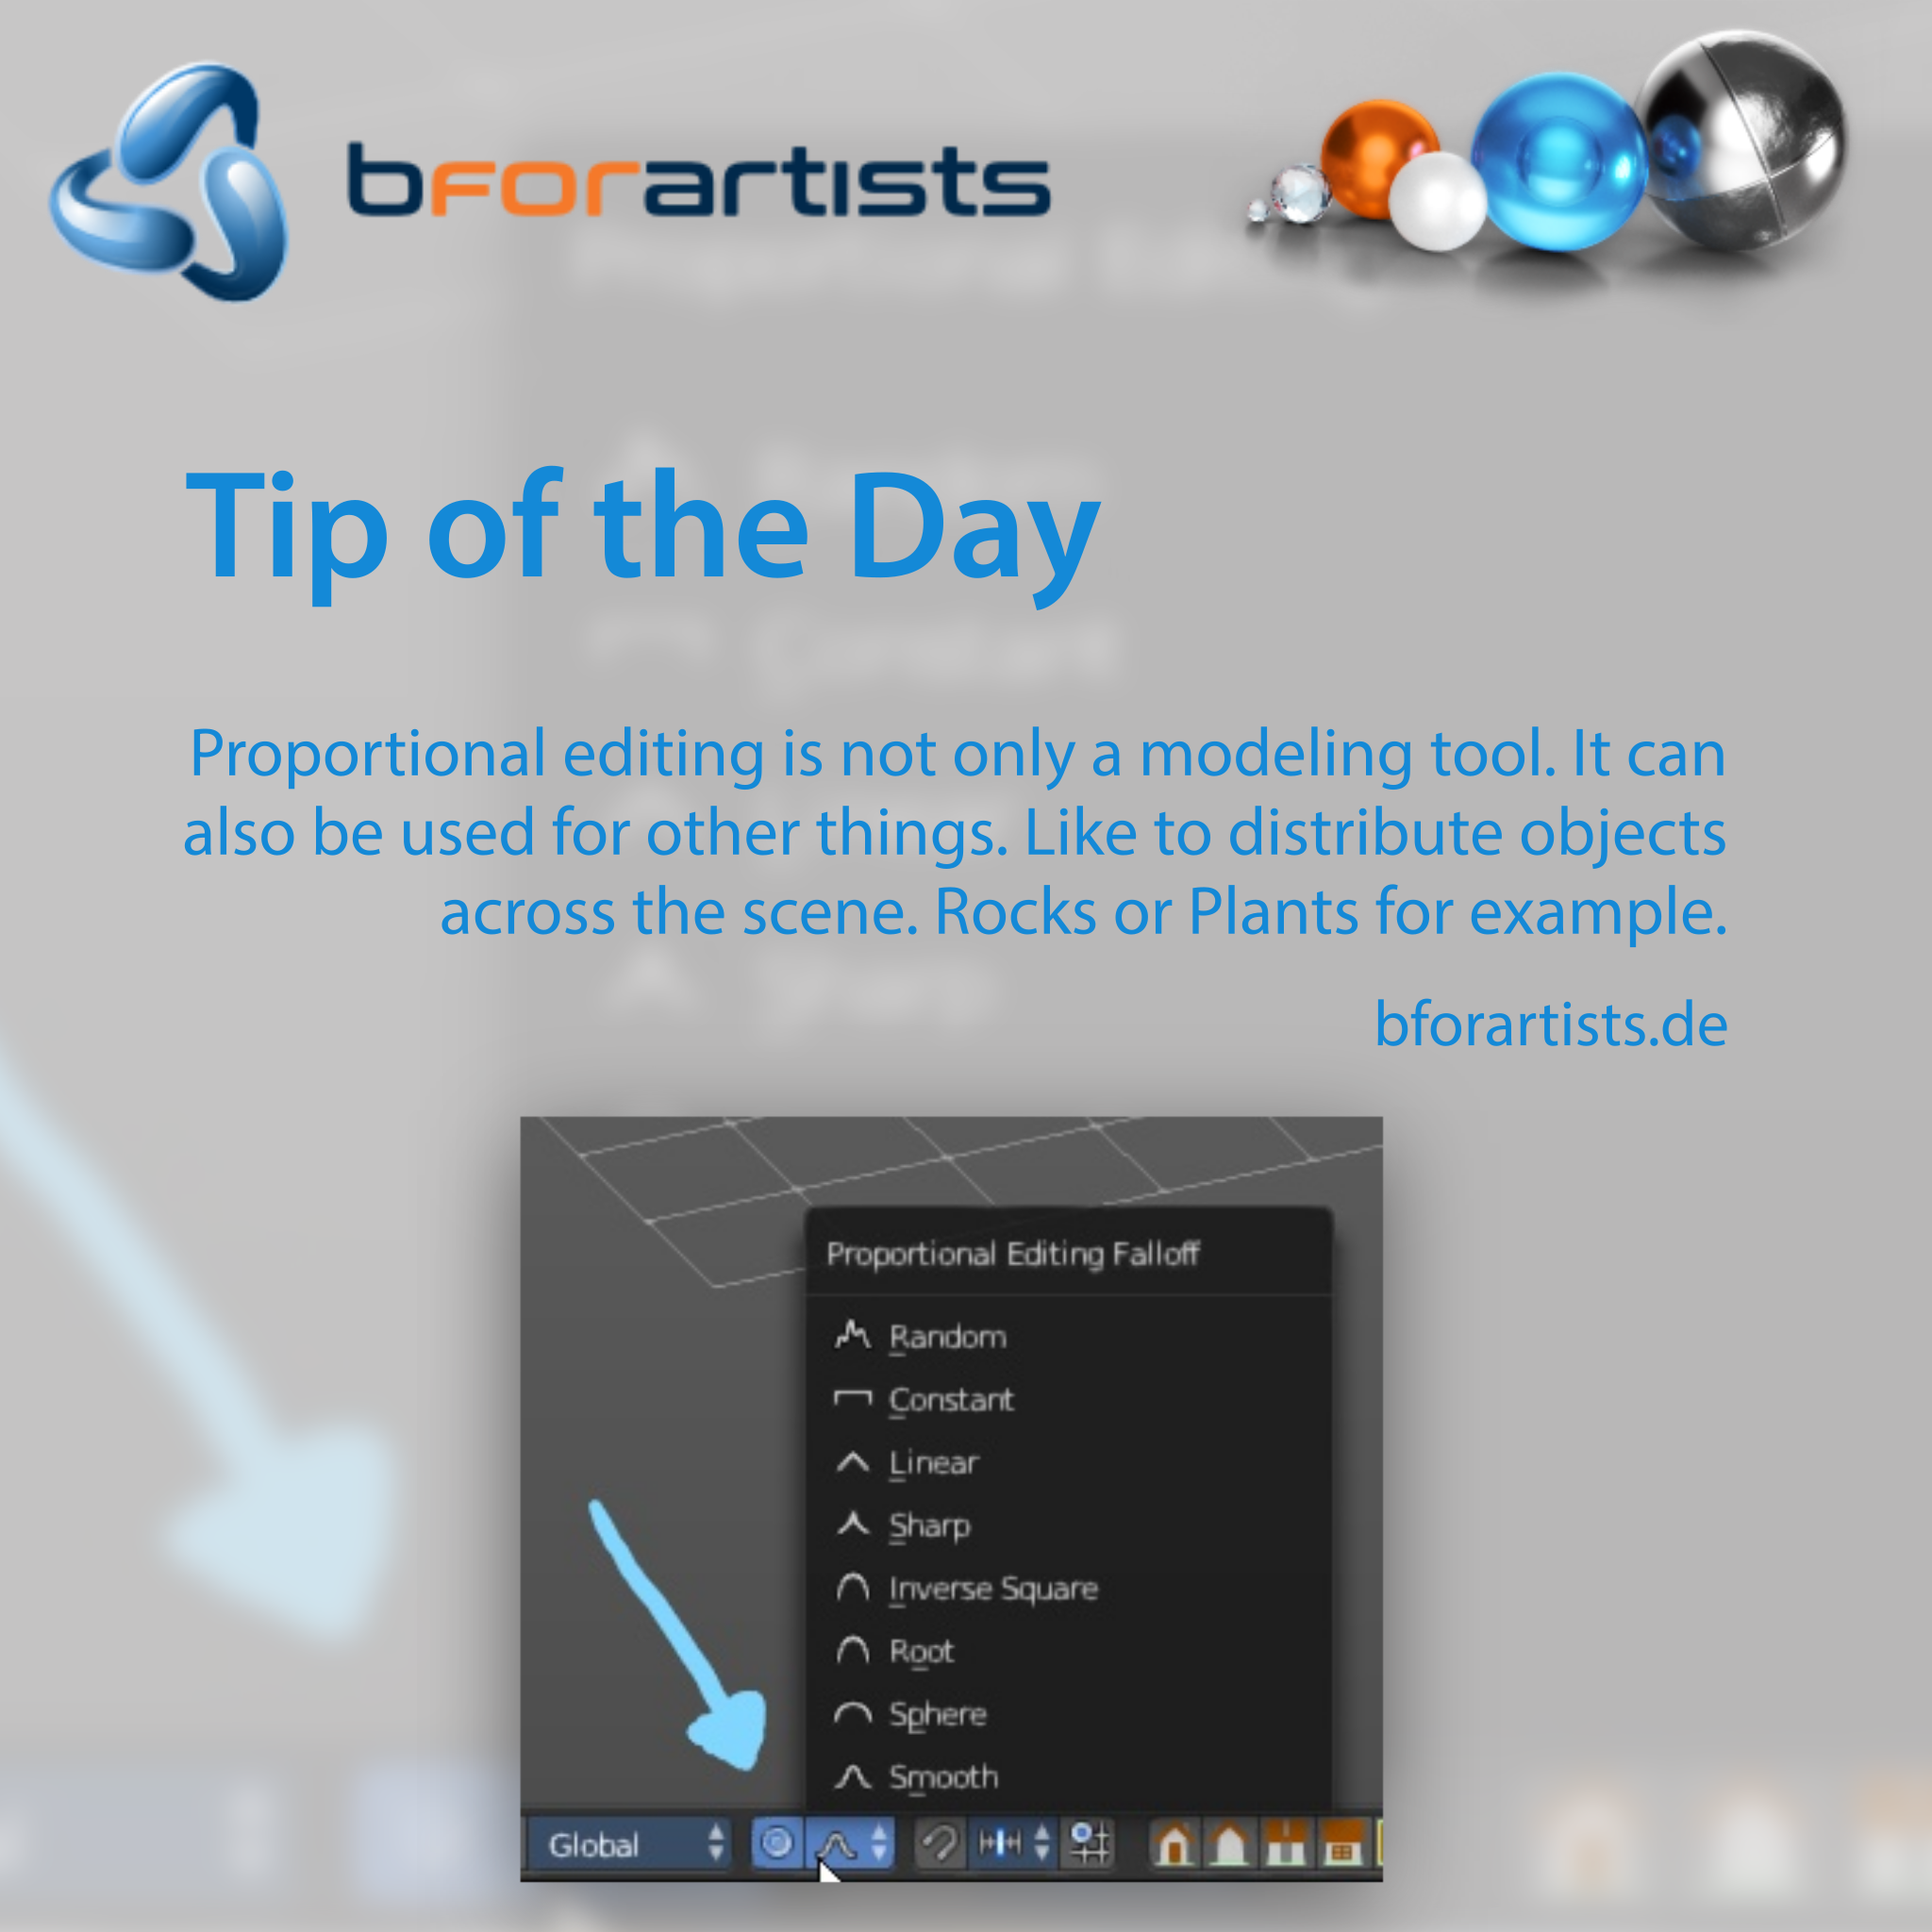 bforartists
Tip of the Day
Proportional editing is not only a modeling tool. It can
also be used for other things. Like to distribute objects
across the scene. Rocks or Plants for example.
bforartists.de
Proportional Editing Falloff
Random
Constant
Linear
Sharp
Inverse Square
Root
Sphere
Smooth
Global